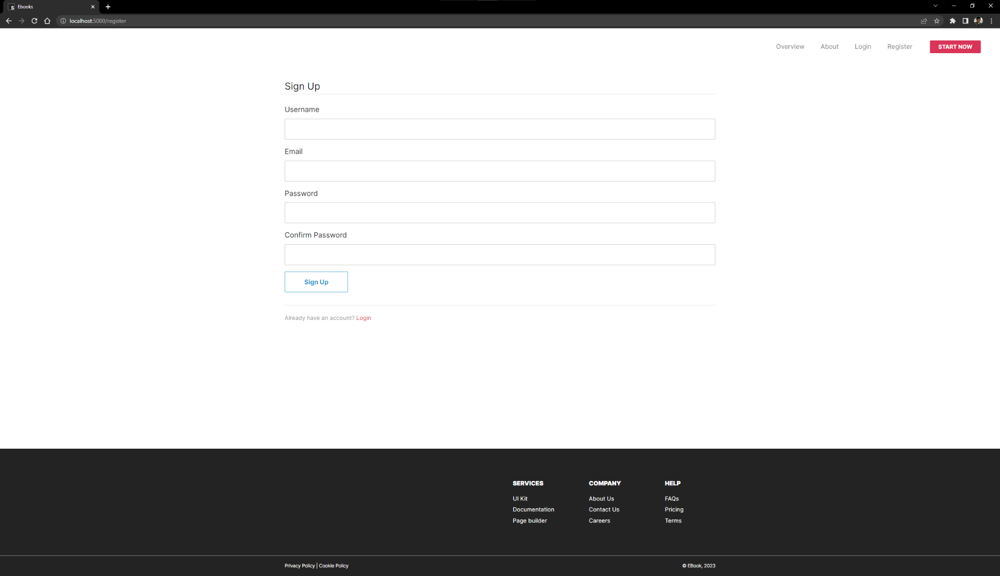 Ebooks
localhost:5000/register
Overview About Login Register START NOW
Sign Up
Username
Email
Password
Confirm Password
Sign Up
Already have an account? Login
SERVICES
UI Kit
Documentation
Page builder
COMPANY
About Us
Contact Us
Careers
HELP
FAQs
Pricing
Terms
Privacy Policy | Cookie Policy
© EBook, 2023